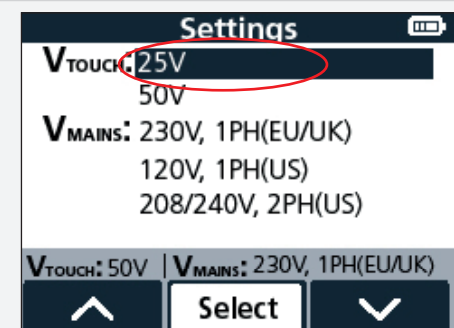 Settings
VTOUCH: 25V
50V
VMAINS: 230V, 1PH(EU/UK)
120V, 1PH(US)
208/240V, 2PH(US)
VTOUCH: 50V | VMAINS: 230V, 1PH(EU/UK)
Select